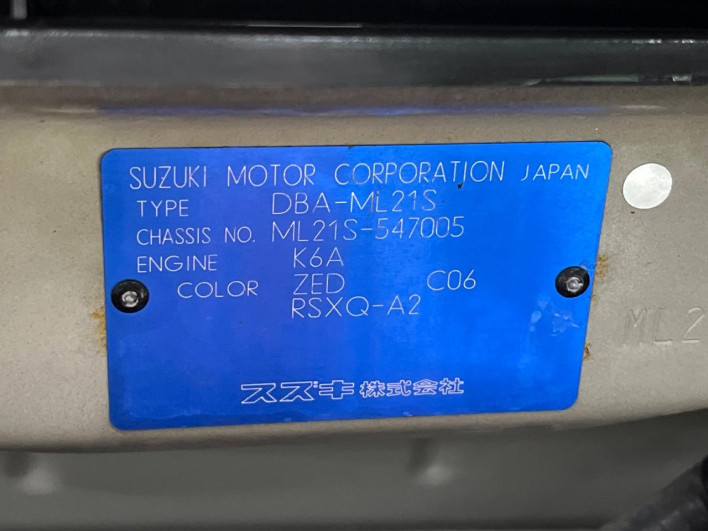 SUZUKI MOTOR CORPORATION JAPAN
TYPE DBA-ML21S
CHASSIS NO. ML21S-547005
ENGINE K6A
COLOR ZED C06
RSXQ-A2
スズキ株式会社
ML2